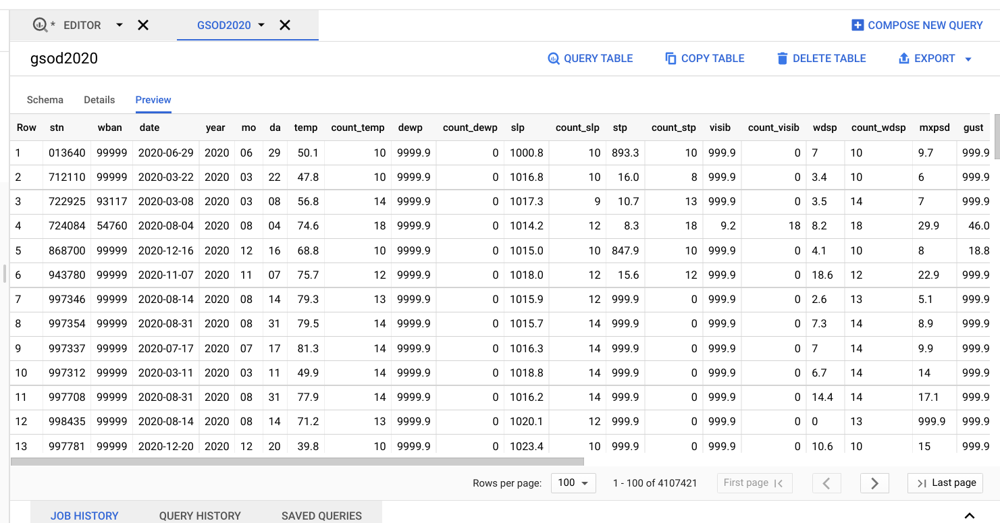 * EDITOR
GSOD2020
COMPOSE NEW QUERY
gsod2020
QUERY TABLE COPY TABLE DELETE TABLE EXPORT
Schema Details Preview
Row stn wban date year mo da temp count_temp dewp count_dewp slp count_slp stp count_stp visib count_visib wdsp count_wdsp mxpsd gust
1 013640 99999 2020-06-29 2020 06 29 50.1 10 9999.9 0 1000.8 10 893.3 10 999.9 0 7 10 9.7 999.9
2 712110 99999 2020-03-22 2020 03 22 47.8 10 9999.9 0 1016.8 10 16.0 8 999.9 0 3.4 10 6 999.9
3 722925 93117 2020-03-08 2020 03 08 56.8 14 9999.9 0 1017.3 9 10.7 13 999.9 0 3.5 14 7 999.9
4 724084 54760 2020-08-04 2020 08 04 74.6 18 9999.9 0 1014.2 12 8.3 18 9.2 18 8.2 18 29.9 46.0
5 868700 99999 2020-12-16 2020 12 16 68.8 10 9999.9 0 1015.0 10 847.9 10 999.9 0 4.1 10 8 18.8
6 943780 99999 2020-11-07 2020 11 07 75.7 12 9999.9 0 1018.0 12 15.6 12 999.9 0 18.6 12 22.9 999.9
7 997346 99999 2020-08-14 2020 08 14 79.3 13 9999.9 0 1015.9 12 999.9 0 999.9 0 2.6 13 5.1 999.9
8 997354 99999 2020-08-31 2020 08 31 79.5 14 9999.9 0 1015.7 14 999.9 0 999.9 0 7.3 14 8.9 999.9
9 997337 99999 2020-07-17 2020 07 17 81.3 14 9999.9 0 1016.3 14 999.9 0 999.9 0 7 14 9.9 999.9
10 997312 99999 2020-03-11 2020 03 11 49.9 14 9999.9 0 1018.8 14 999.9 0 999.9 0 6.7 14 14 999.9
11 997708 99999 2020-08-31 2020 08 31 77.9 14 9999.9 0 1016.2 14 999.9 0 999.9 0 14.4 14 17.1 999.9
12 998435 99999 2020-08-14 2020 08 14 71.2 13 9999.9 0 1020.1 12 999.9 0 999.9 0 0 13 999.9 999.9
13 997781 99999 2020-12-20 2020 12 20 39.8 10 9999.9 0 1023.4 10 999.9 0 999.9 0 10.6 10 15 999.9
Rows per page: 100 1 - 100 of 4107421 First page Last page
JOB HISTORY QUERY HISTORY SAVED QUERIES